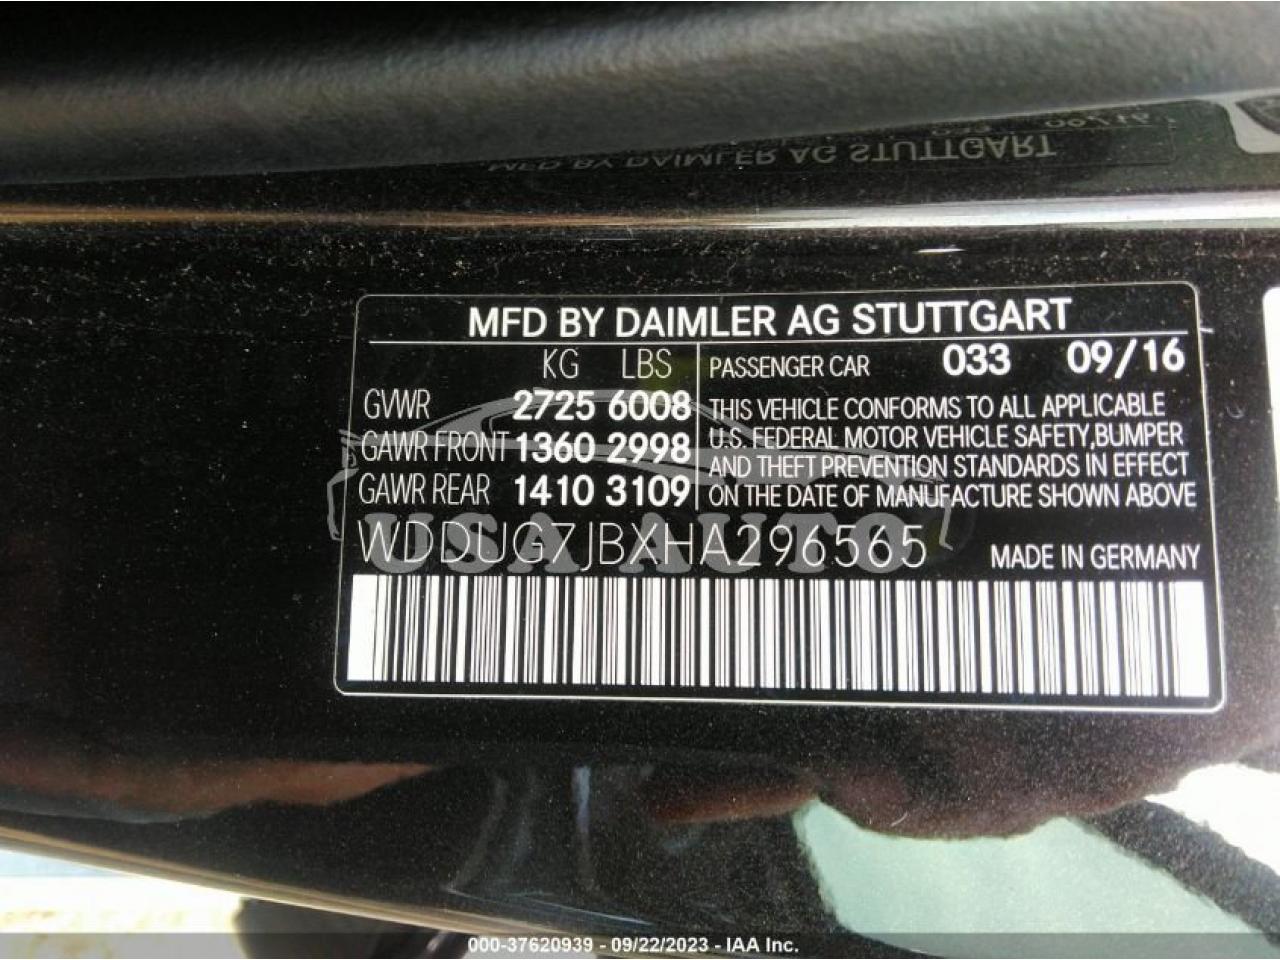 MFD BY DAIMLER AG STUTTGART
MFD BY DAIMLER AG STUTTGART
KG LBS
GVWR 2725 6008
GAWR FRONT 1360 2998
GAWR REAR 1410 3109
PASSENGER CAR 033 09/16
THIS VEHICLE CONFORMS TO ALL APPLICABLE
U.S. FEDERAL MOTOR VEHICLE SAFETY,BUMPER
AND THEFT PREVENTION STANDARDS IN EFFECT
ON THE DATE OF MANUFACTURE SHOWN ABOVE
WDDUG7JBXHA296565
USA AUTO
MADE IN GERMANY
000-37620939 - 09/22/2023 - IAA Inc.